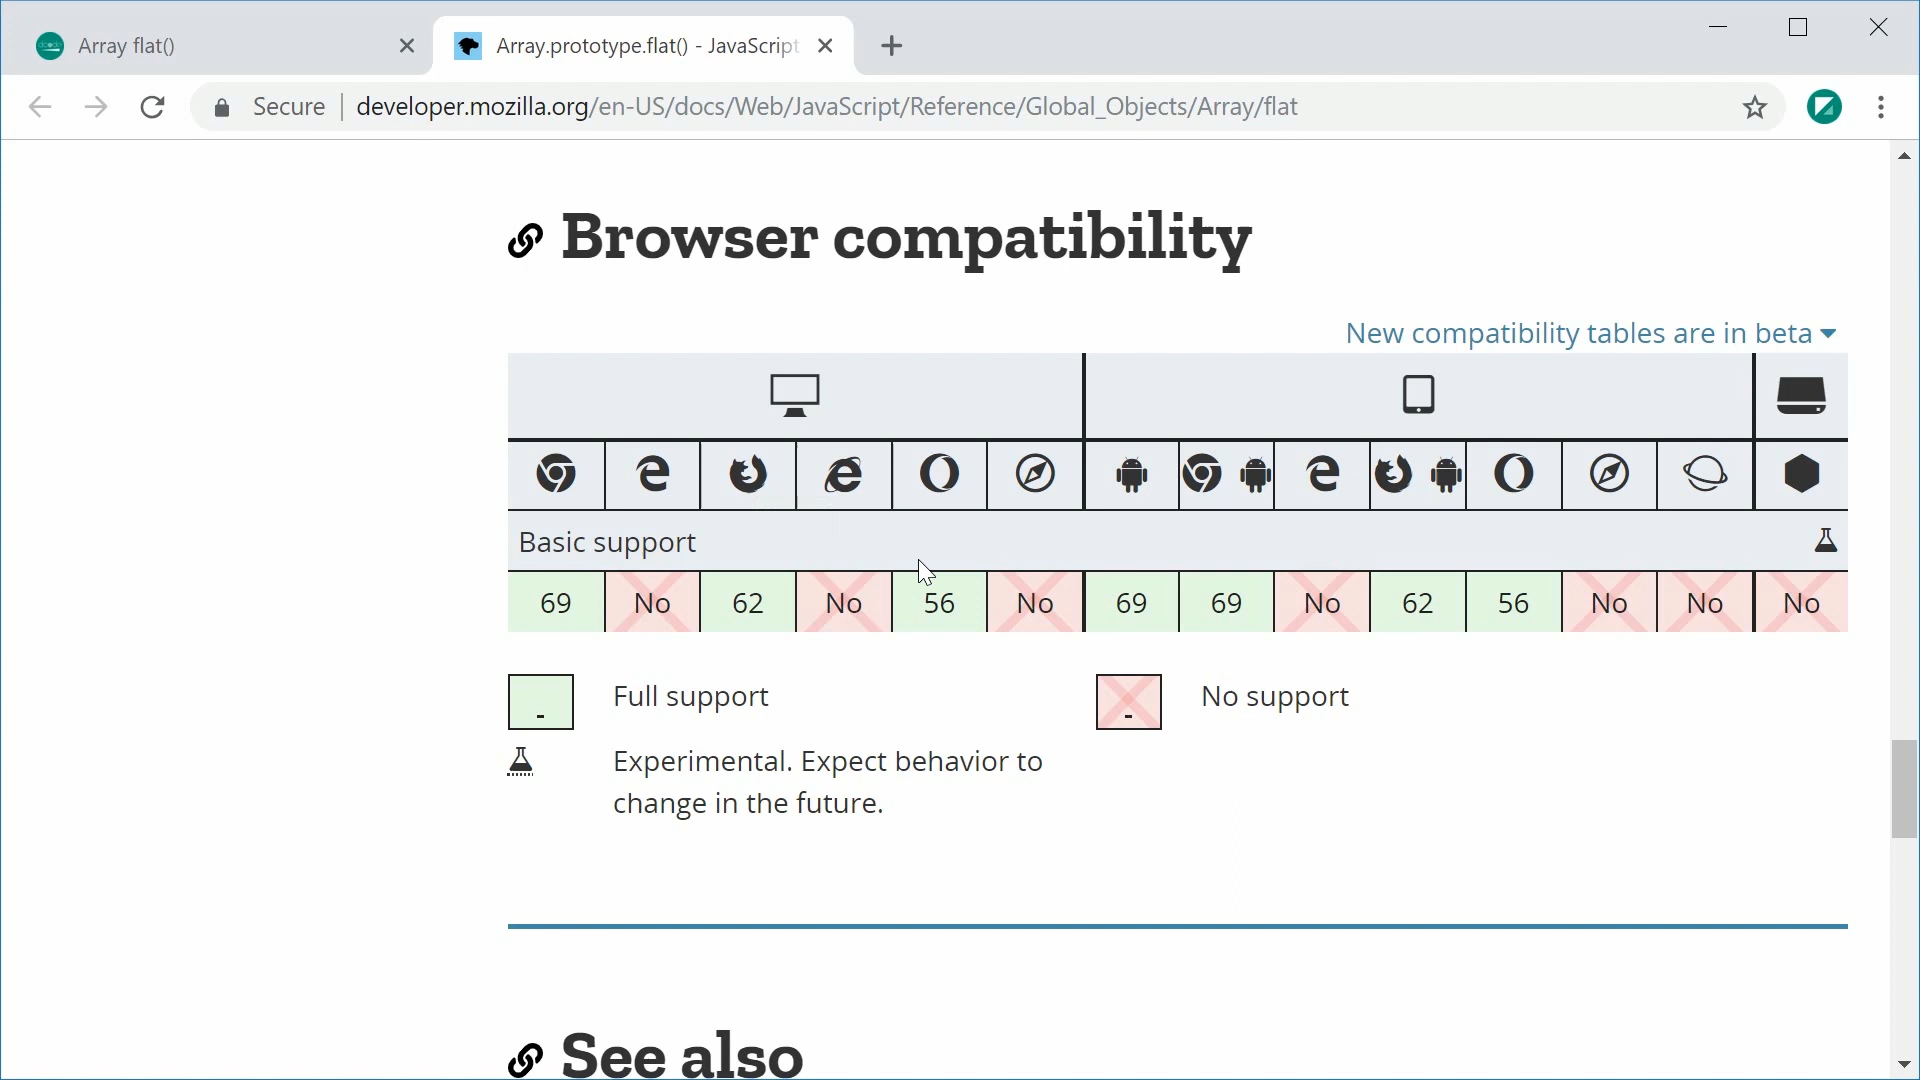 Array flat()
Array.prototype.flat() - JavaScript
Secure
developer.mozilla.org/en-US/docs/Web/JavaScript/Reference/Global_Objects/Array/flat
Browser compatibility
New compatibility tables are in beta
Basic support
69 No 62 No 56 No 69 69 No 62 56 No No No
- Full support
- No support
Experimental. Expect behavior to
change in the future.
See also